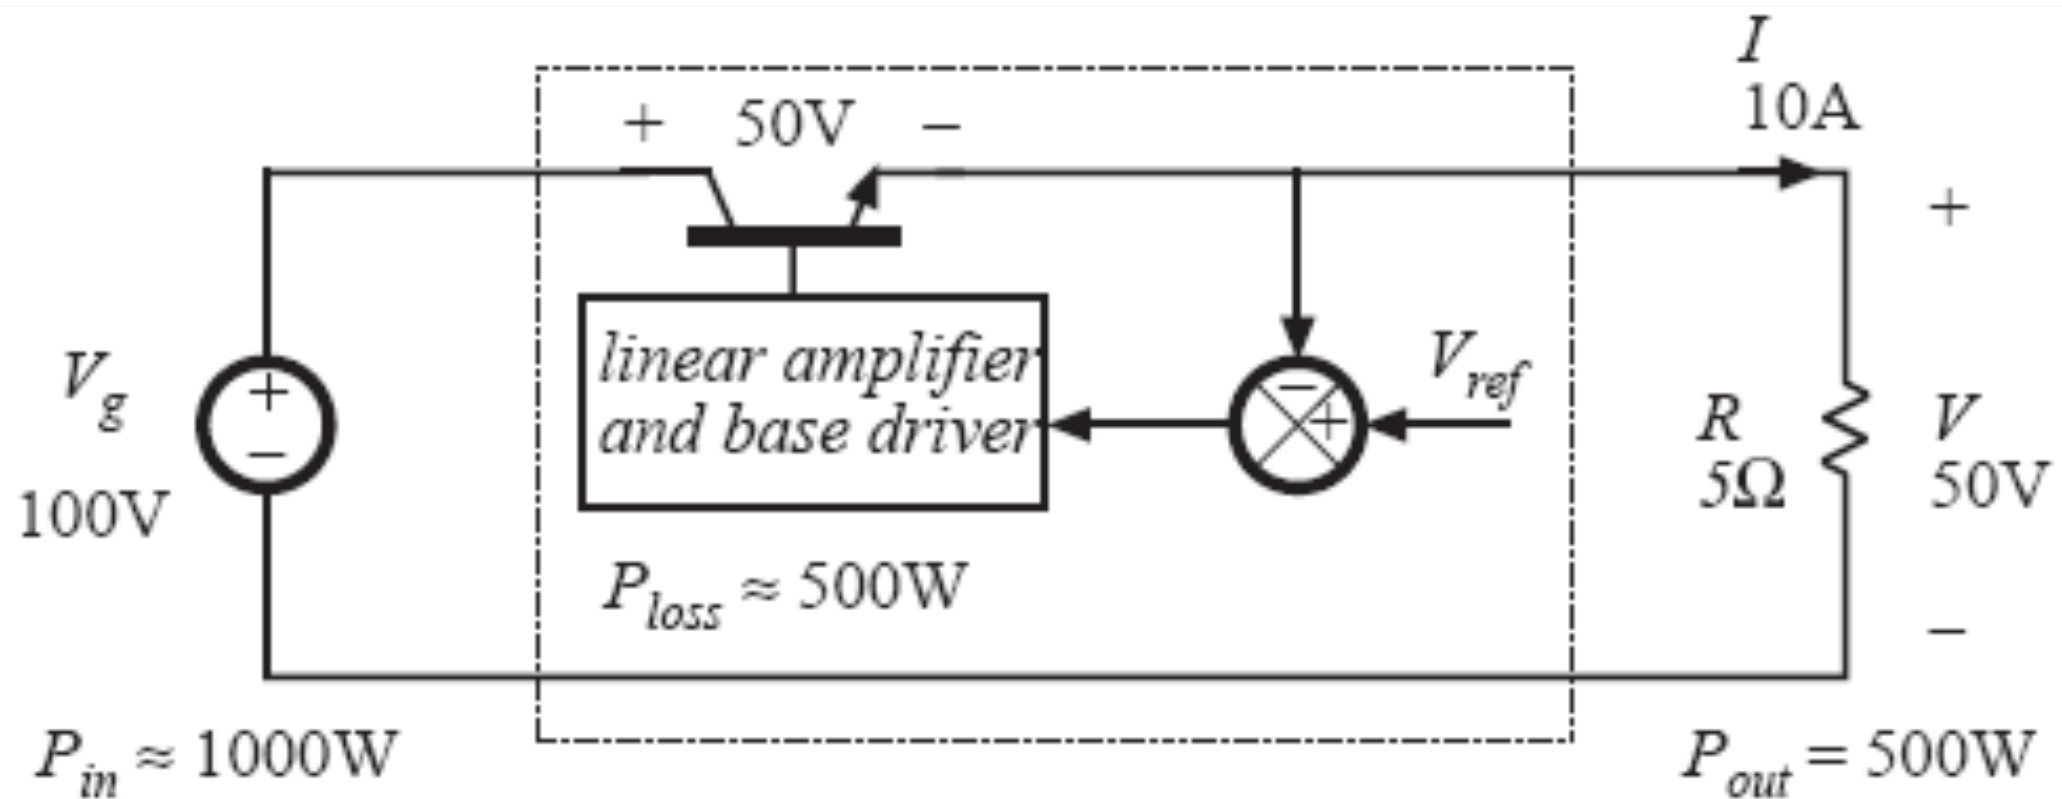 I
10A
+ 50V −
+
V_g
+
−
100V
linear amplifier
and base driver
−
+
V_ref
R
5Ω
V
50V
P_loss ≈ 500W
−
P_in ≈ 1000W
P_out = 500W